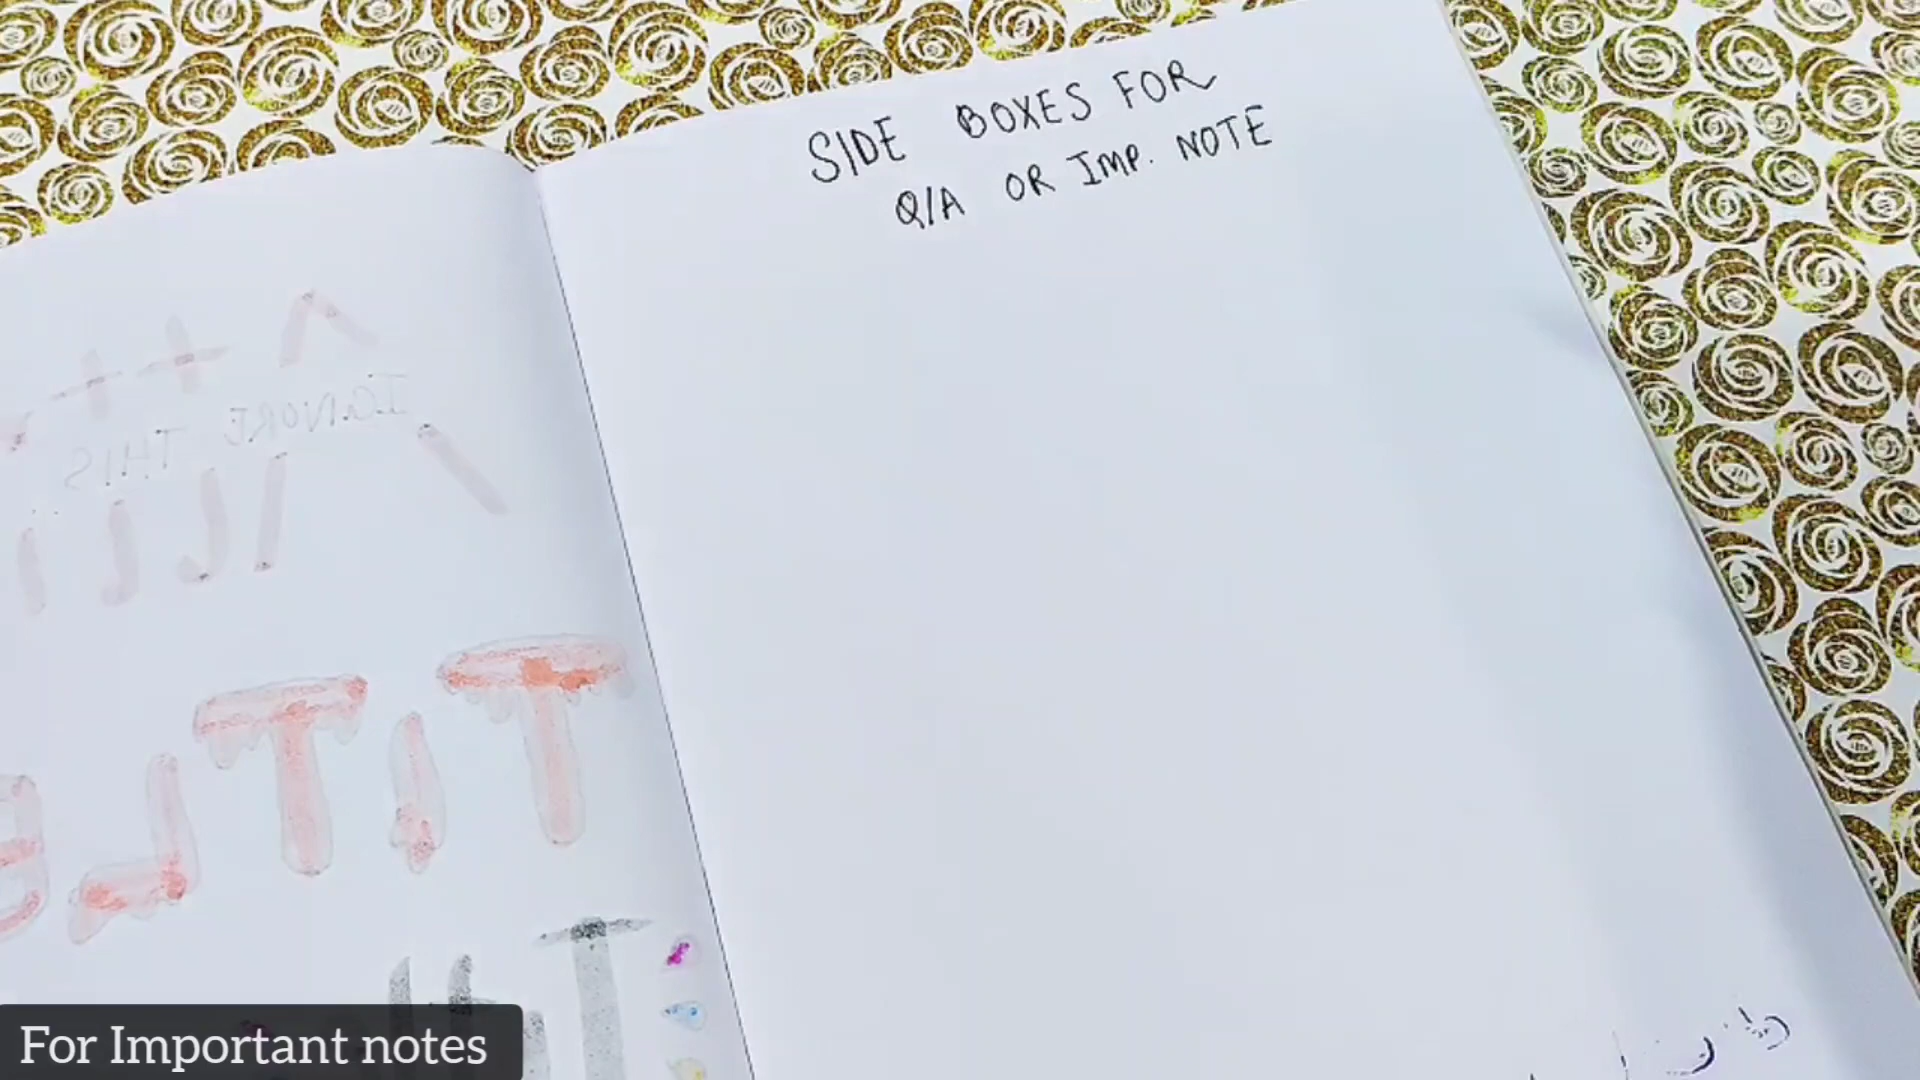 SIDE BOXES FOR
Q/A OR IMP. NOTE
IGNORE
THIS
TITLE
For Important notes